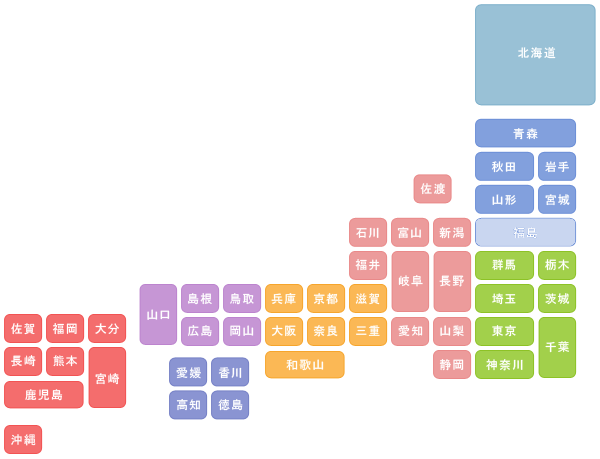 北海道
青森
秋田 岩手
佐渡
山形 宮城
石川 富山 新潟 福島
福井 岐阜 長野 群馬 栃木
山口 島根 鳥取 兵庫 京都 滋賀 埼玉 茨城
佐賀 福岡 大分 広島 岡山 大阪 奈良 三重 愛知 山梨 東京 千葉
長崎 熊本 宮崎 愛媛 香川 和歌山 静岡 神奈川
鹿児島 高知 徳島
沖縄